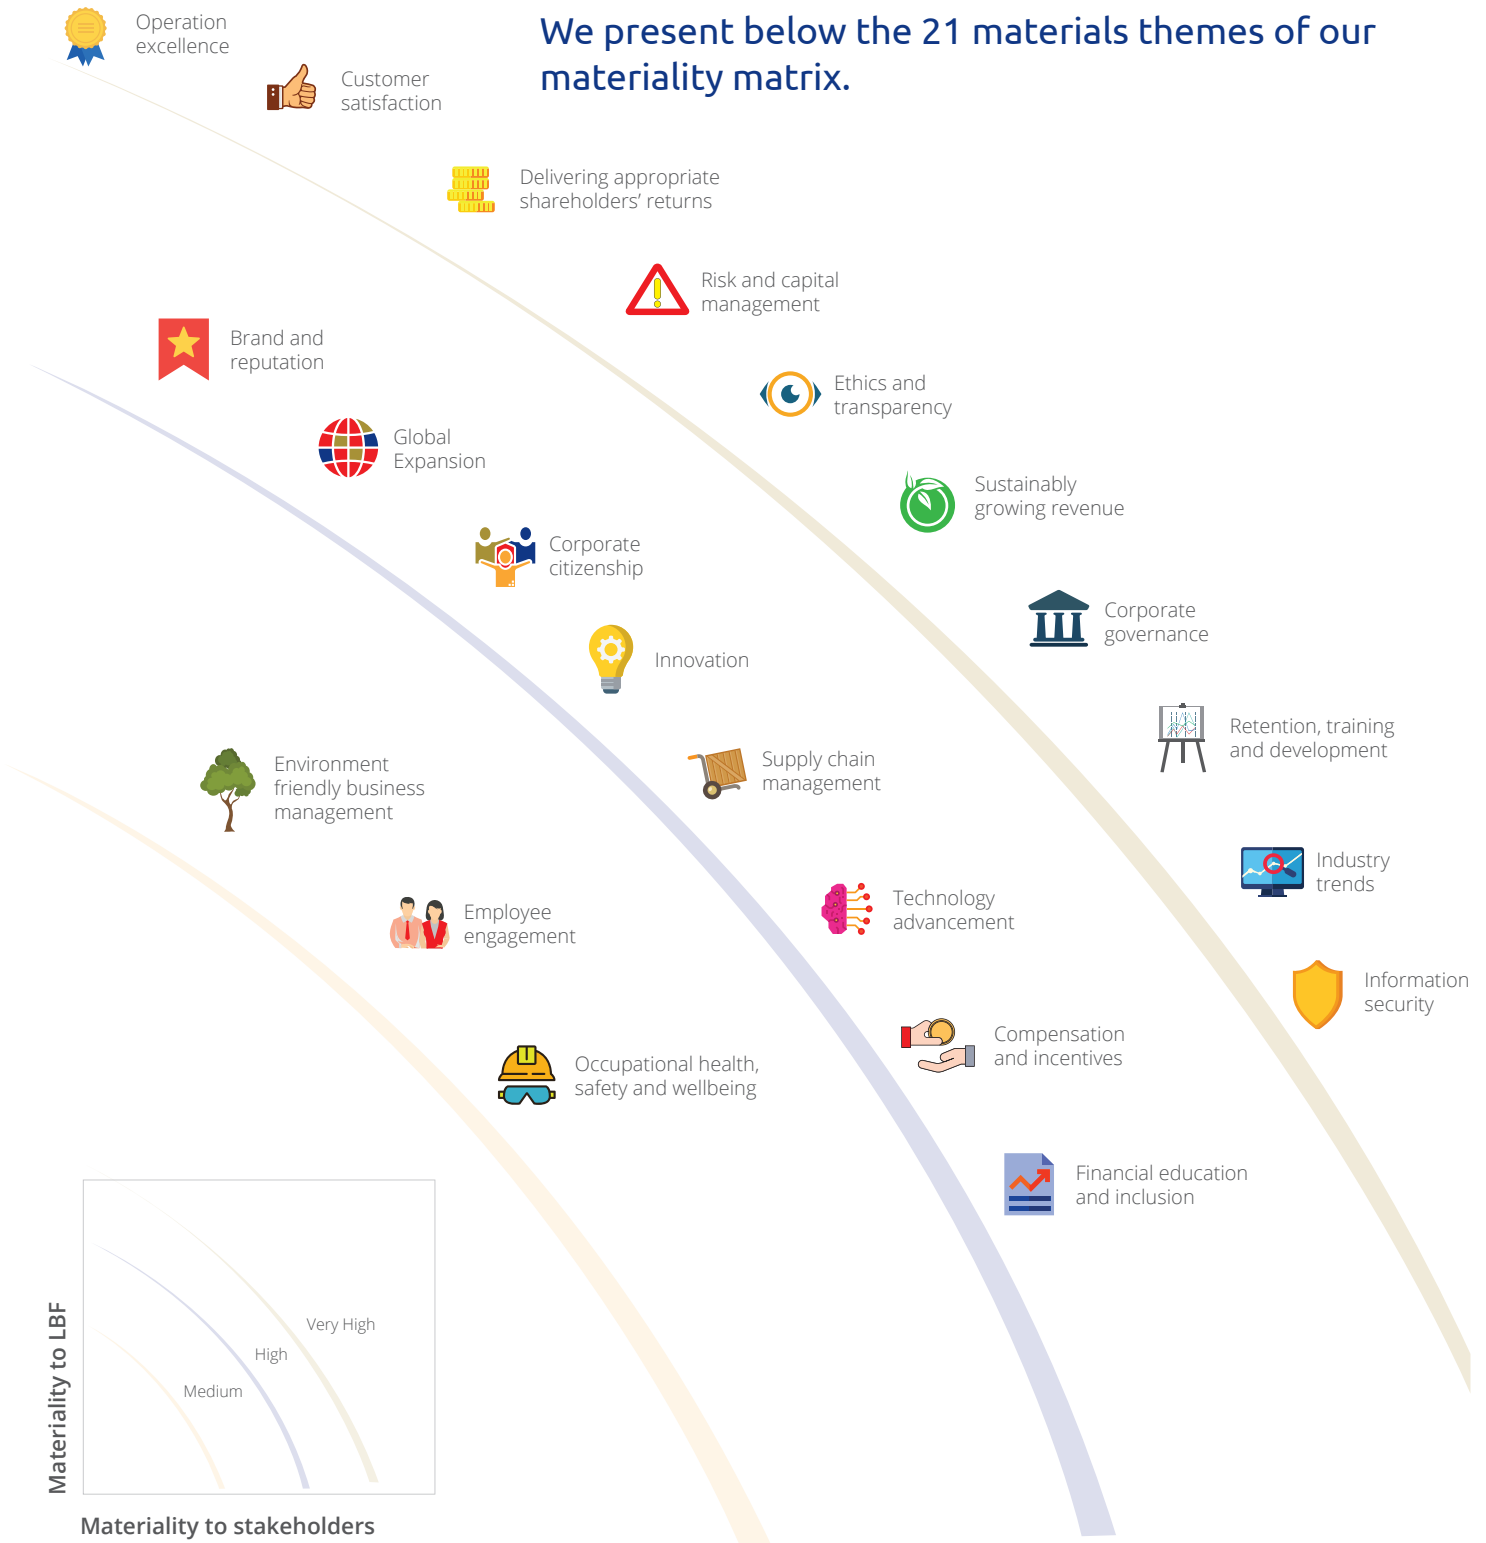 Operation
excellence
We present below the 21 materials themes of our
materiality matrix.
Customer
satisfaction
Delivering appropriate
shareholders’ returns
Risk and capital
management
Brand and
reputation
Ethics and
transparency
Global
Expansion
Sustainably
growing revenue
Corporate
citizenship
Corporate
governance
Innovation
Retention, training
and development
Environment
friendly business
management
Supply chain
management
Industry
trends
Employee
engagement
Technology
advancement
Information
security
Compensation
and incentives
Occupational health,
safety and wellbeing
Financial education
and inclusion
Materiality to LBF
Very High
High
Medium
Materiality to stakeholders